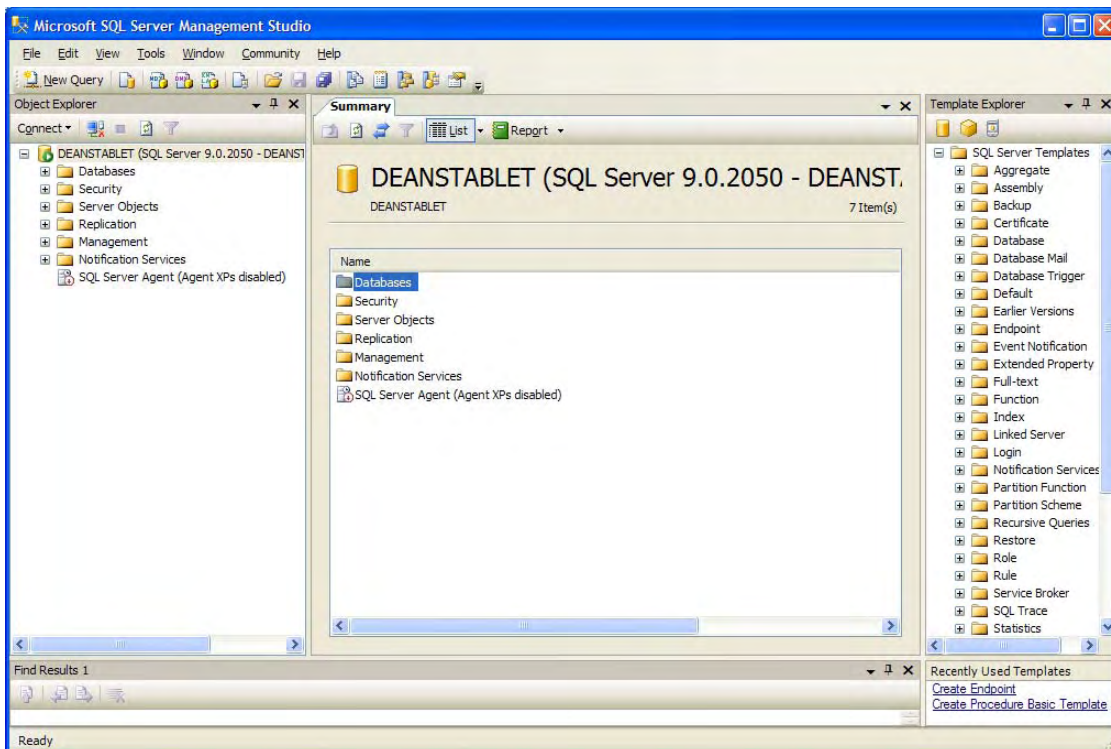 Microsoft SQL Server Management Studio
File Edit View Tools Window Community Help
New Query
Object Explorer
Connect
DEANSTABLET (SQL Server 9.0.2050 - DEANST
Databases
Security
Server Objects
Replication
Management
Notification Services
SQL Server Agent (Agent XPs disabled)
Summary
List Report
DEANSTABLET (SQL Server 9.0.2050 - DEANST
DEANSTABLET 7 Item(s)
Name
Databases
Security
Server Objects
Replication
Management
Notification Services
SQL Server Agent (Agent XPs disabled)
Template Explorer
SQL Server Templates
Aggregate
Assembly
Backup
Certificate
Database
Database Mail
Database Trigger
Default
Earlier Versions
Endpoint
Event Notification
Extended Property
Full-text
Function
Index
Linked Server
Login
Notification Services
Partition Function
Partition Scheme
Recursive Queries
Restore
Role
Rule
Service Broker
SQL Trace
Statistics
Find Results 1
Recently Used Templates
Create Endpoint
Create Procedure Basic Template
Ready